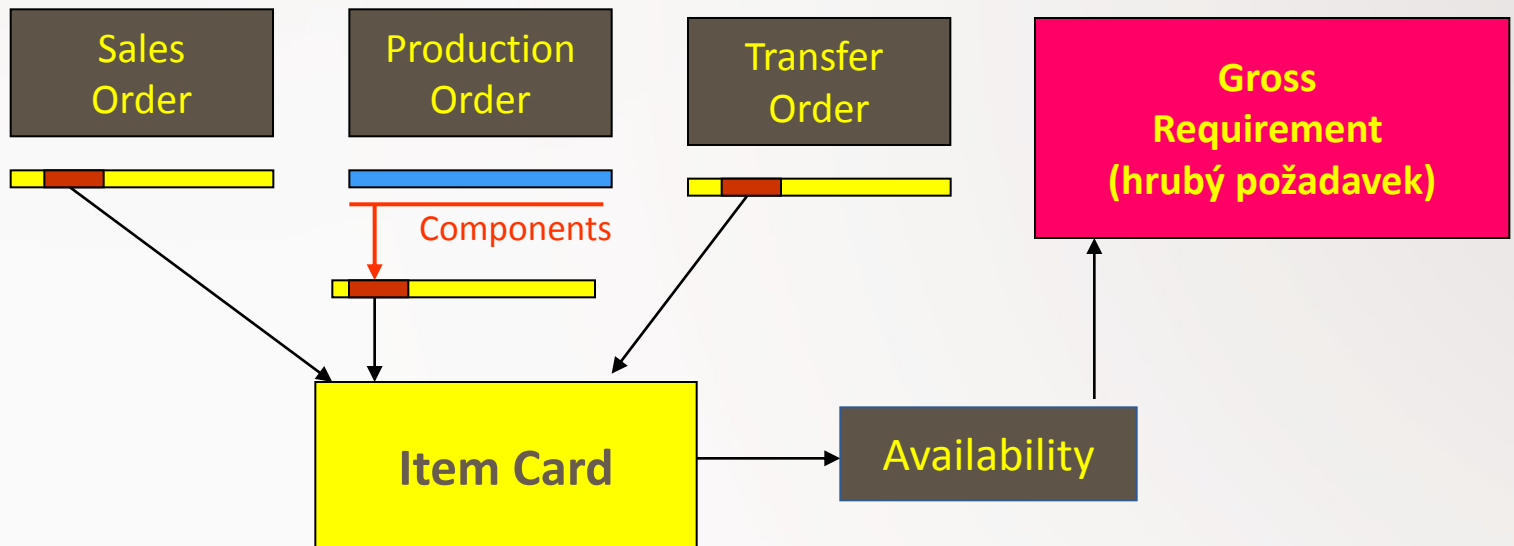 Sales
Order
Production
Order
Transfer
Order
Gross
Requirement
(hrubý požadavek)
Components
Item Card
Availability